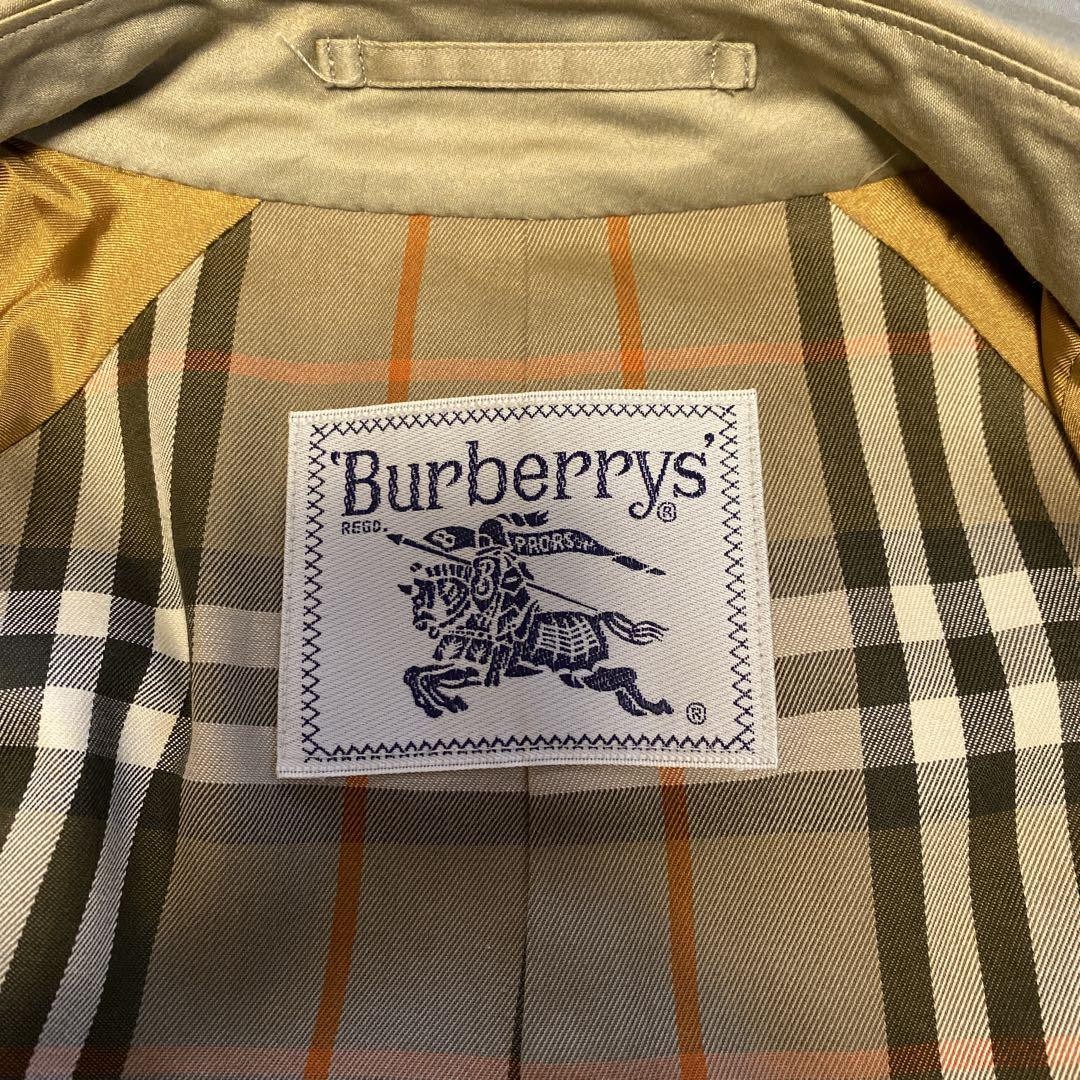 'Burberrys'
REGD. ®
B PRORSUM
®